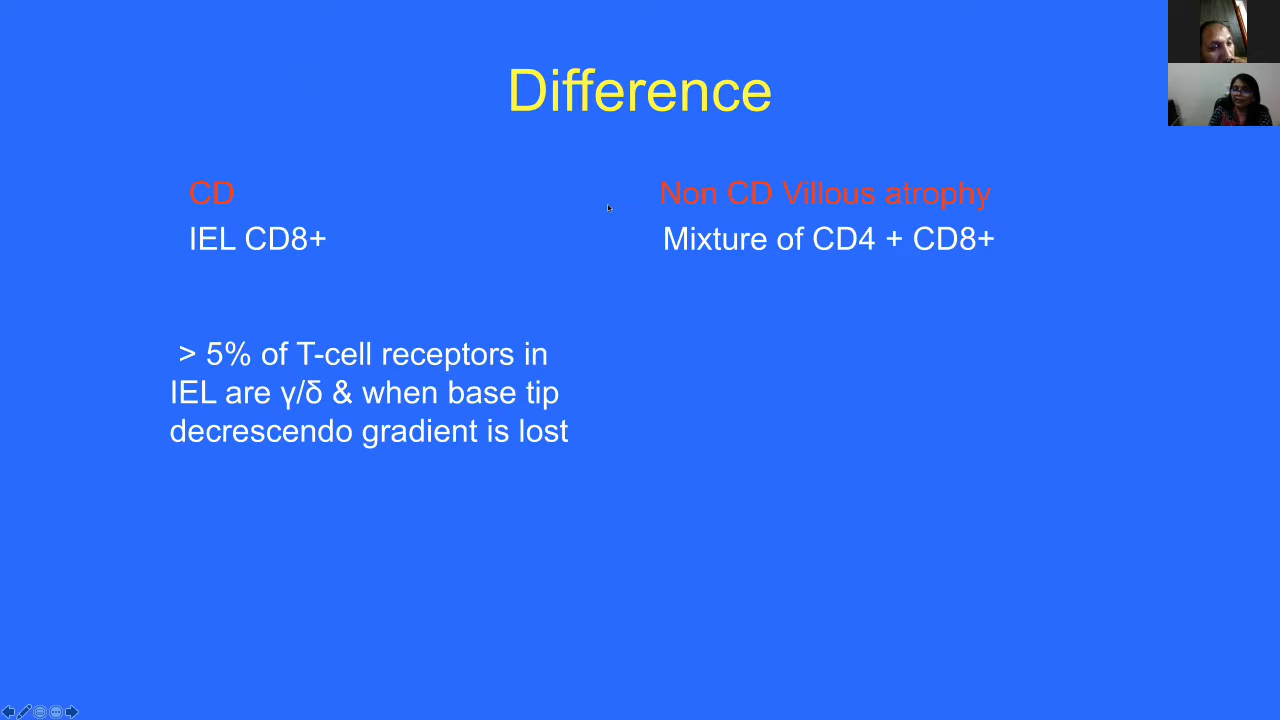 Difference
CD
IEL CD8+
> 5% of T-cell receptors in
IEL are γ/δ & when base tip
decrescendo gradient is lost
Non CD Villous atrophy
Mixture of CD4 + CD8+